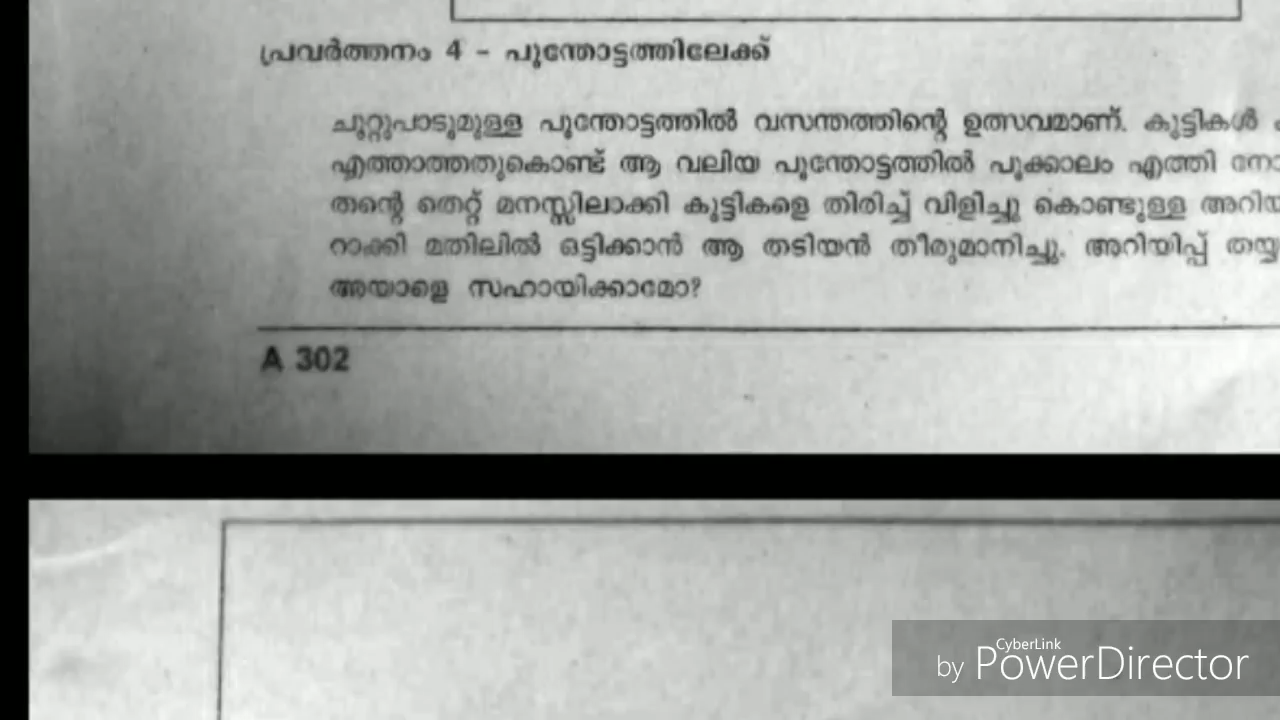 പ്രവർത്തനം 4 - പൂന്തോട്ടത്തിലേക്ക്
ചുറ്റുപാടുമുള്ള പൂന്തോട്ടത്തിൽ വസന്തത്തിന്റെ ഉത്സവമാണ്. കുട്ടികൾ
എത്താത്തതുകൊണ്ട് ആ വലിയ പൂന്തോട്ടത്തിൽ പൂക്കാലം എത്തി
തന്റെ തെറ്റ് മനസ്സിലാക്കി കുട്ടികളെ തിരിച്ച് വിളിച്ചു കൊണ്ടുള്ള
റാക്കി മതിലിൽ ഒട്ടിക്കാൻ ആ തടിയൻ തീരുമാനിച്ചു. അറിയിപ്പ്
അയാളെ സഹായിക്കാമോ?
A 302
CyberLink
by PowerDirector